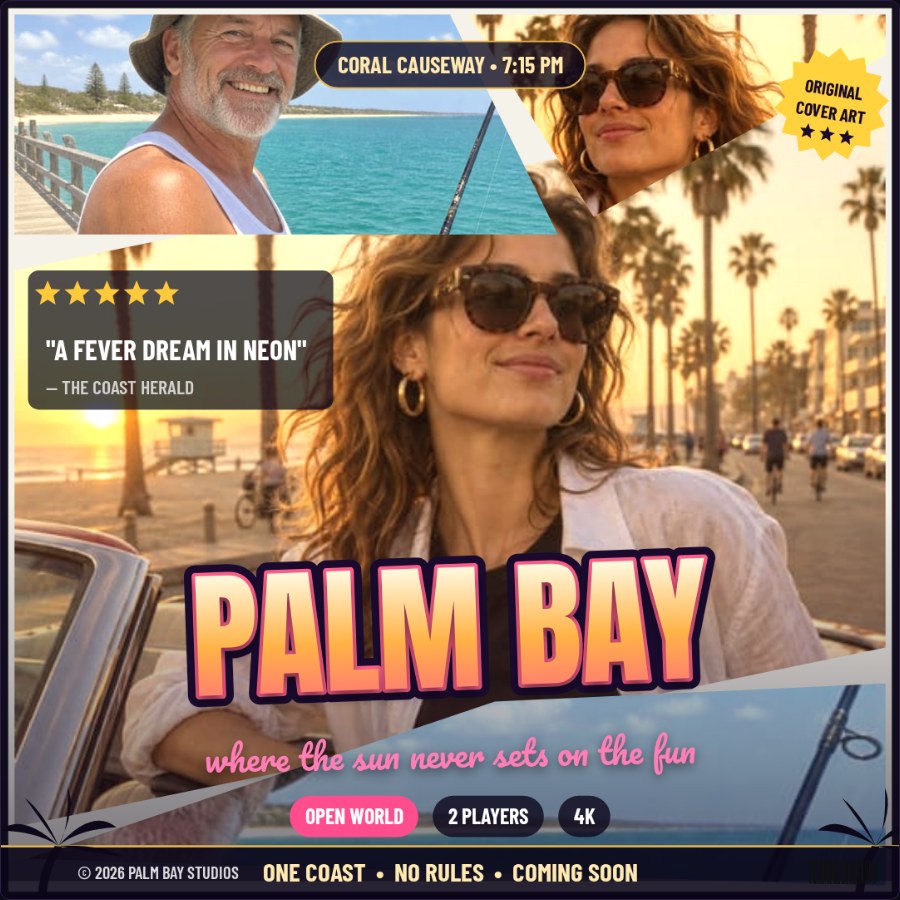 CORAL CAUSEWAY • 7:15 PM
ORIGINAL
COVER ART
★★★
★★★★★
"A FEVER DREAM IN NEON"
– THE COAST HERALD
PALM BAY
where the sun never sets on the fun
OPEN WORLD
2 PLAYERS
4K
© 2026 PALM BAY STUDIOS
ONE COAST • NO RULES • COMING SOON